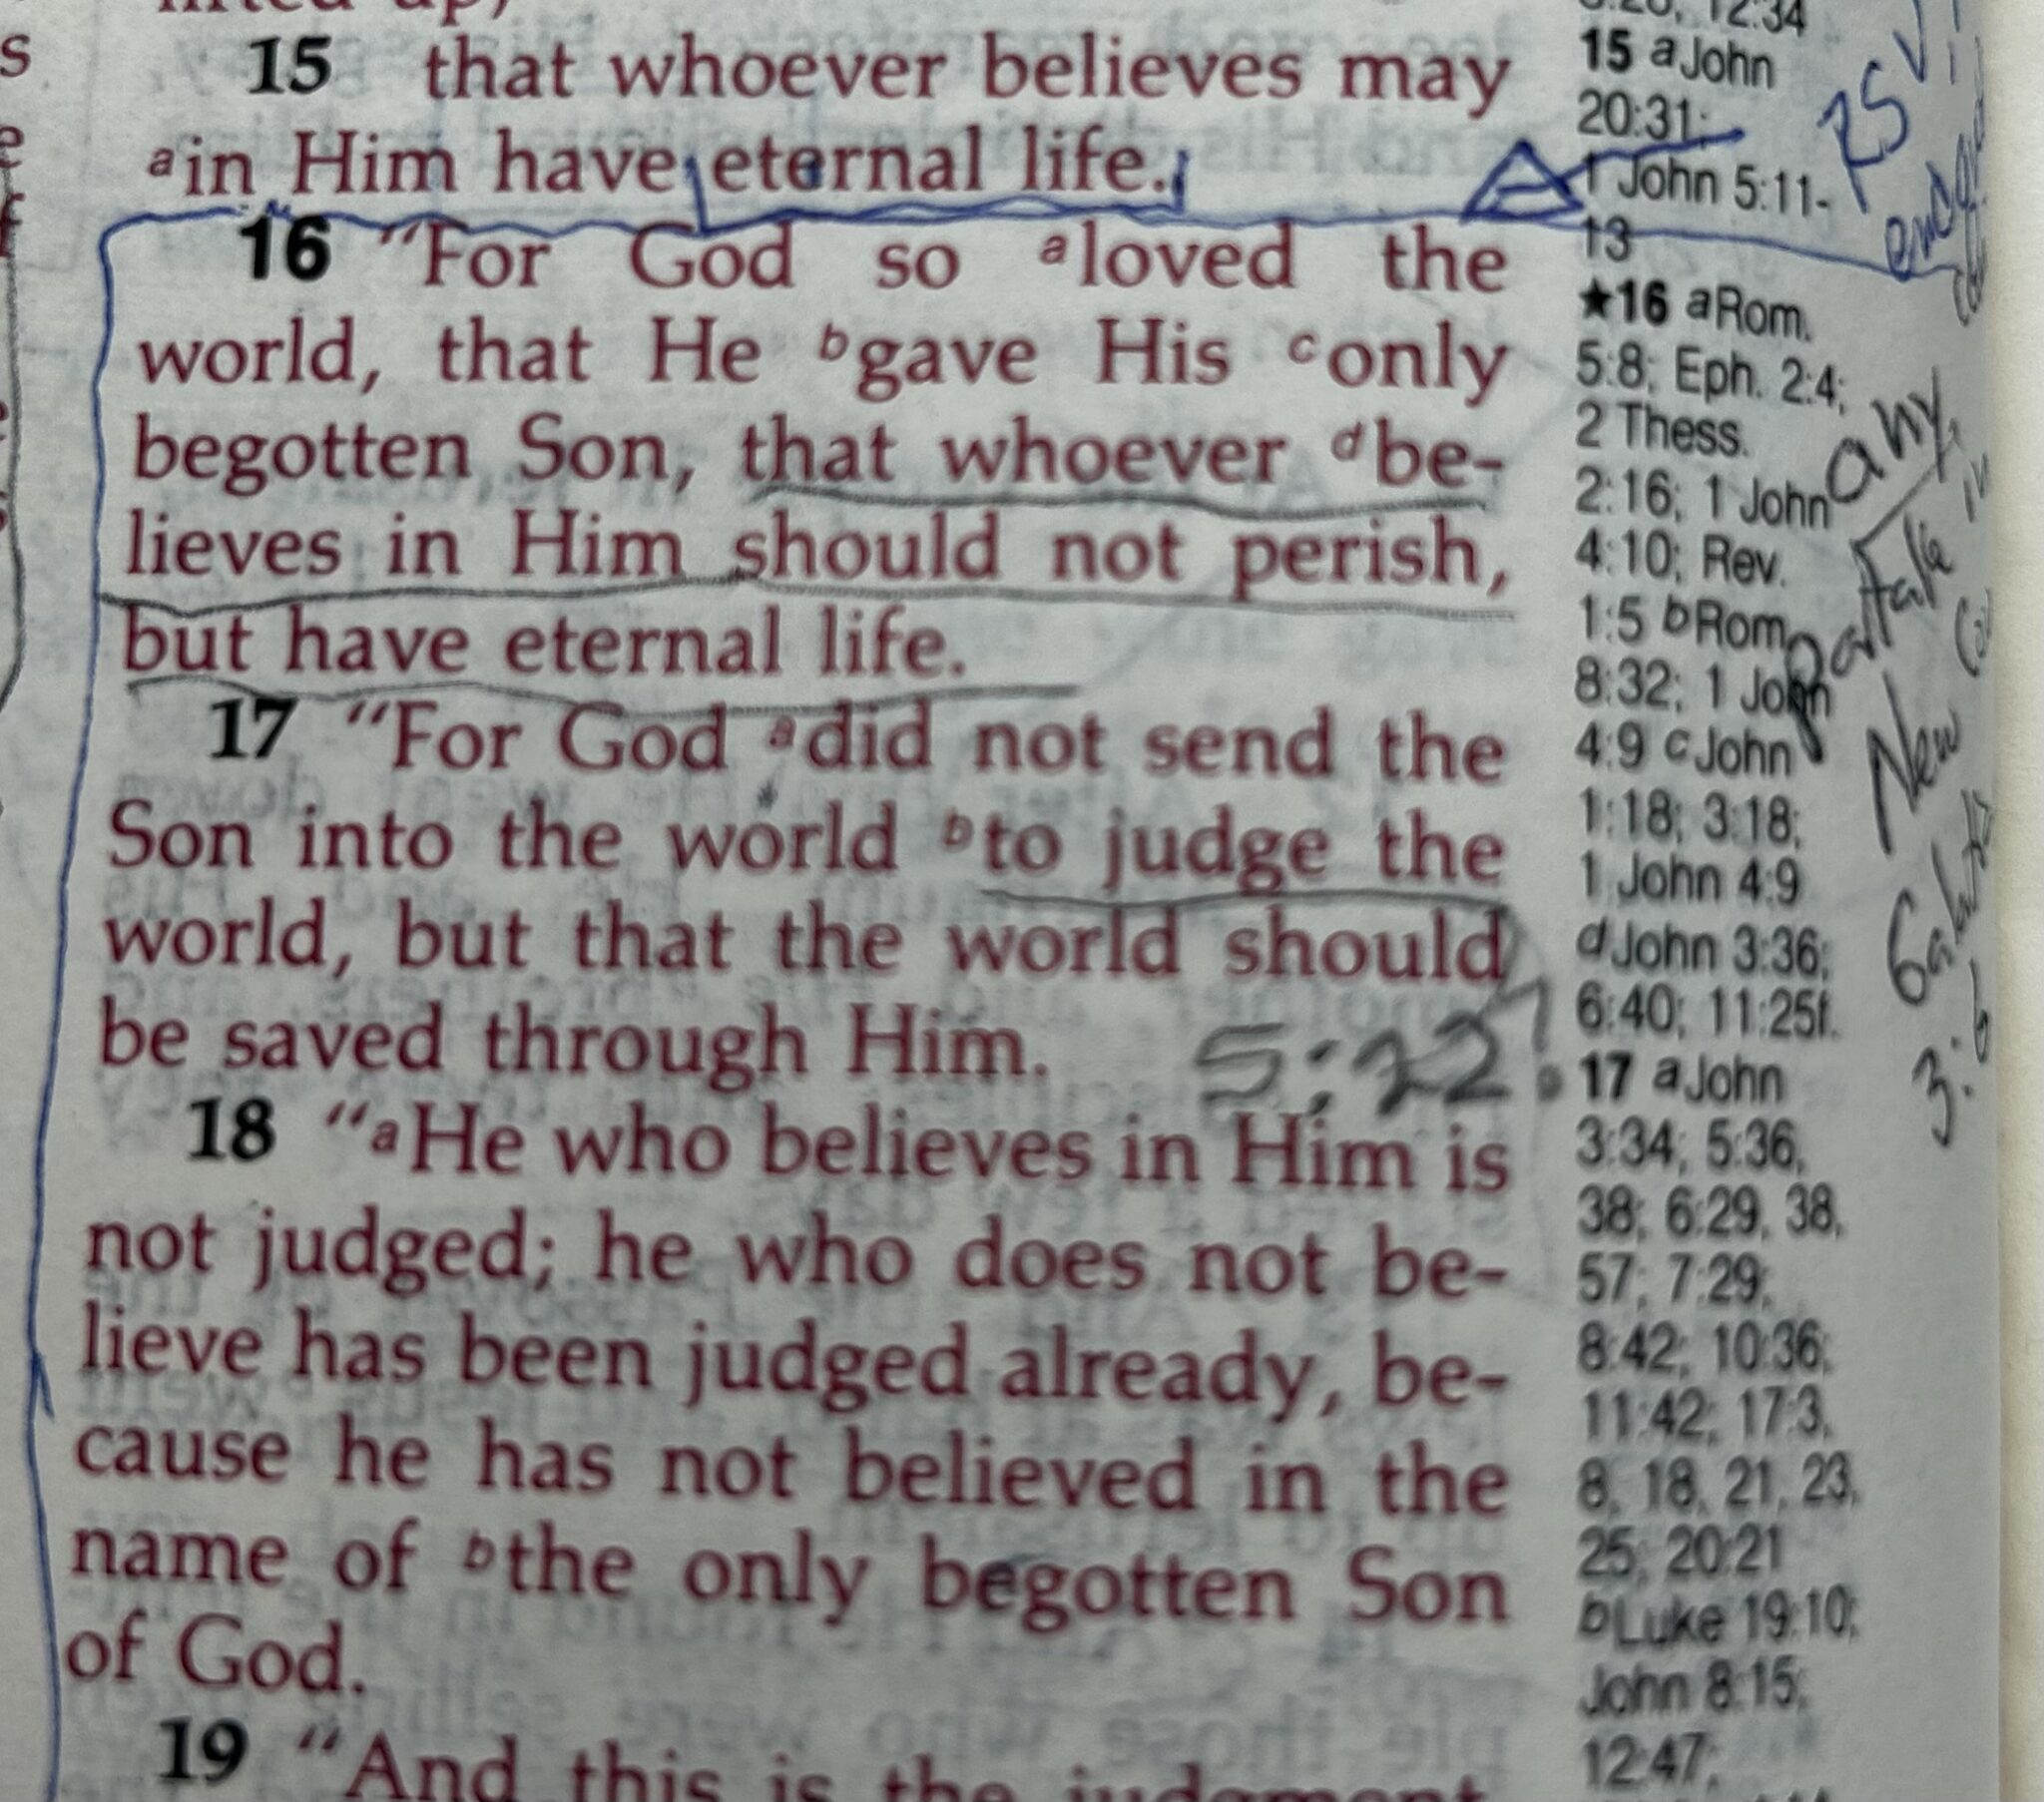 15 that whoever believes may
a in Him have eternal life.
16 “For God so a loved the
world, that He b gave His c only
begotten Son, that whoever d be-
lieves in Him should not perish,
but have eternal life.
17 “For God a did not send the
Son into the world b to judge the
world, but that the world should
be saved through Him.
5:22!
18 “a He who believes in Him is
not judged; he who does not be-
lieve has been judged already, be-
cause he has not believed in the
name of b the only begotten Son
of God.
19 “And this is the judgment
12:34
15 a John
20:31;
1 John 5:11-
13
★16 a Rom.
5:8; Eph. 2:4;
2 Thess.
2:16; 1 John
4:10; Rev.
1:5 b Rom.
8:32; 1 John
4:9 c John
1:18; 3:18;
1 John 4:9
d John 3:36;
6:40; 11:25f.
17 a John
3:34; 5:36,
38; 6:29, 38,
57; 7:29;
8:42; 10:36;
11:42; 17:3,
8, 18, 21, 23,
25; 20:21
b Luke 19:10;
John 8:15;
12:47;
any
partake in
New
3:6